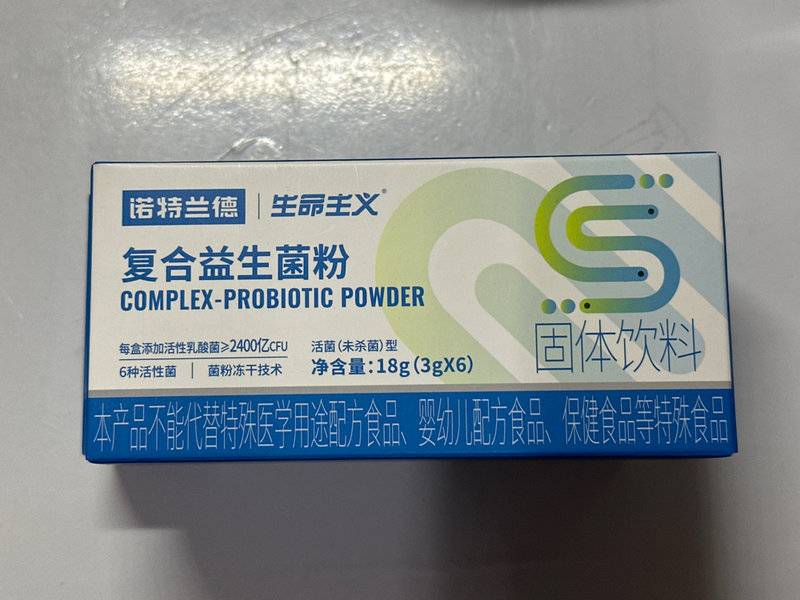 诺特兰德 | 生命主义®
复合益生菌粉
COMPLEX-PROBIOTIC POWDER
每盒添加活性乳酸菌≥2400亿CFU
6种活性菌 | 菌粉冻干技术
活菌（未杀菌）型
净含量：18g（3gX6）
固体饮料
本产品不能代替特殊医学用途配方食品、婴幼儿配方食品、保健食品等特殊食品